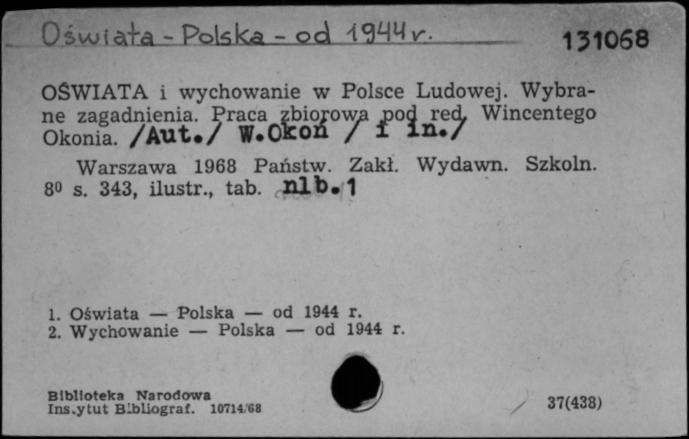 Oświata - Polska - od 1944 r.
131068
OŚWIATA i wychowanie w Polsce Ludowej. Wybra-
ne zagadnienia. Praca zbiorowa pod red. Wincentego
Okonia. /Aut./ W.Okoń / i in./
Warszawa 1968 Państw. Zakł. Wydawn. Szkoln.
8⁰ s. 343, ilustr., tab. nlb.1
1. Oświata — Polska — od 1944 r.
2. Wychowanie — Polska — od 1944 r.
Biblioteka Narodowa
Ins.ytut Bibliograf. 10714/68
37(438)